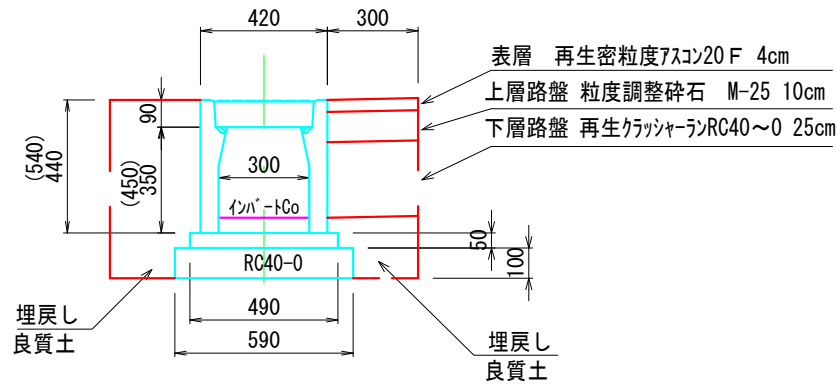 420
300
表層　再生密粒度ｱｽｺﾝ20Ｆ 4cm
上層路盤 粒度調整砕石　M-25 10cm
下層路盤 再生ｸﾗｯｼｬｰﾗﾝRC40～0 25cm
90
(540)
440
(450)
350
300
ｲﾝﾊﾞｰﾄCo
50
100
RC40-0
490
590
埋戻し
良質土
埋戻し
良質土